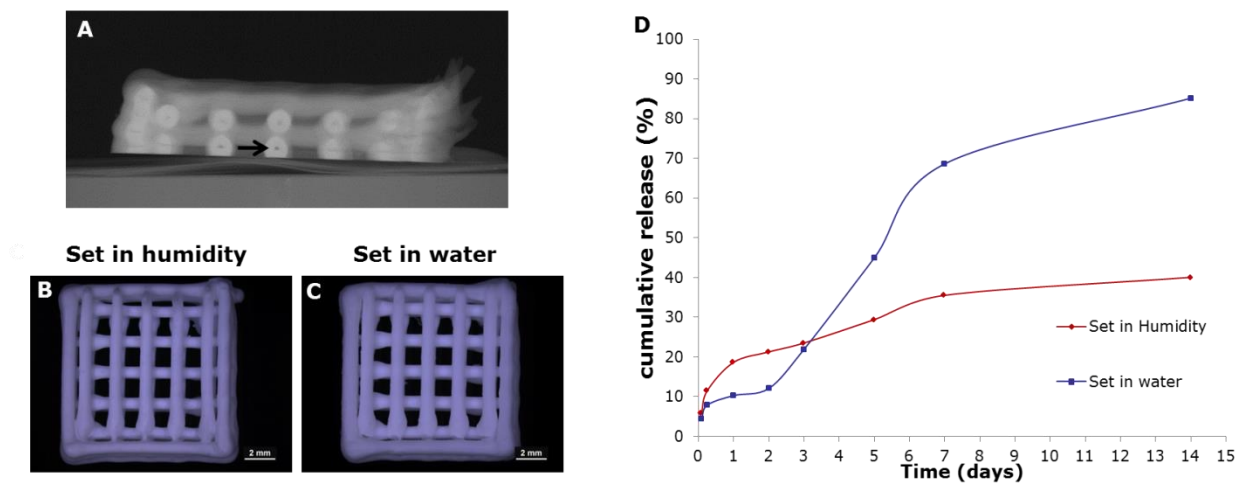 A
Set in humidity
Set in water
B
2 mm
C
2 mm
D
cumulative release (%)
100
90
80
70
60
50
40
30
20
10
0
0 1 2 3 4 5 6 7 8 9 10 11 12 13 14 15
Time (days)
Set in Humidity
Set in water